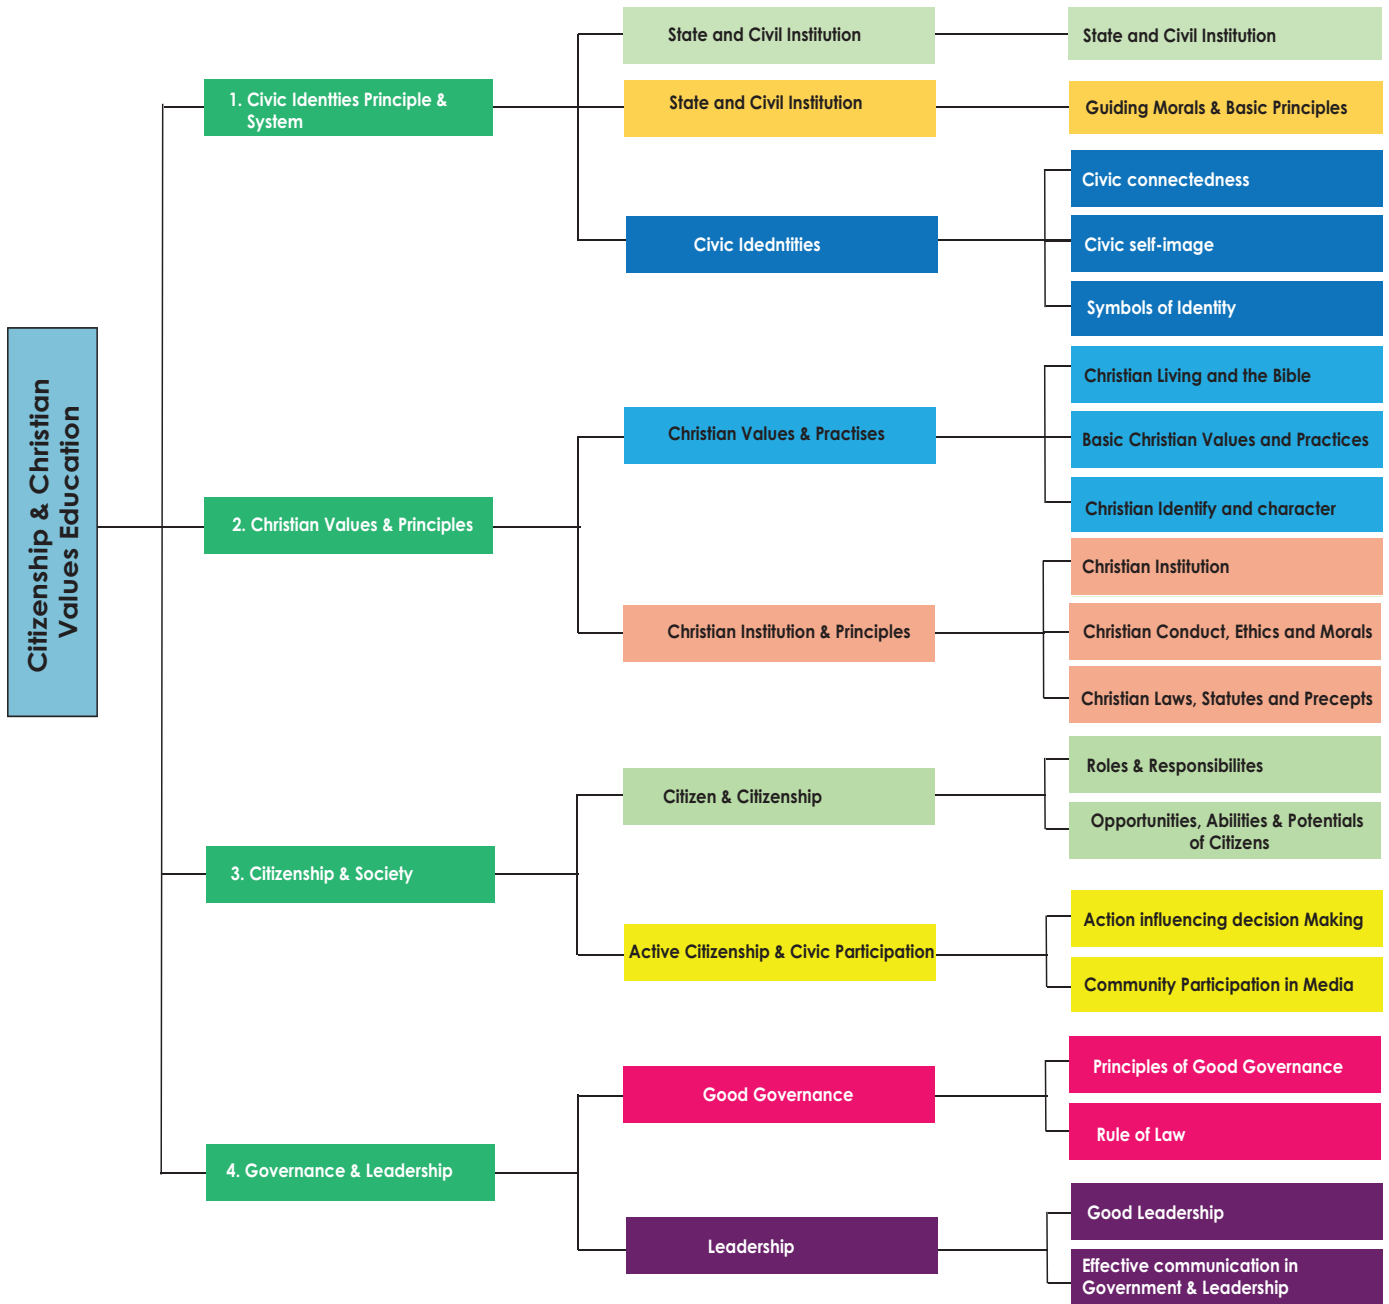 Citizenship & Christian
Values Education
1. Civic Identties Principle &
System
State and Civil Institution
State and Civil Institution
State and Civil Institution
Guiding Morals & Basic Principles
Civic Idedntities
Civic connectedness
Civic self-image
Symbols of Identity
2. Christian Values & Principles
Christian Values & Practises
Christian Living and the Bible
Basic Christian Values and Practices
Christian Identify and character
Christian Institution & Principles
Christian Institution
Christian Conduct, Ethics and Morals
Christian Laws, Statutes and Precepts
3. Citizenship & Society
Citizen & Citizenship
Roles & Responsibilites
Opportunities, Abilities & Potentials
of Citizens
Active Citizenship & Civic Participation
Action influencing decision Making
Community Participation in Media
4. Governance & Leadership
Good Governance
Principles of Good Governance
Rule of Law
Leadership
Good Leadership
Effective communication in
Government & Leadership